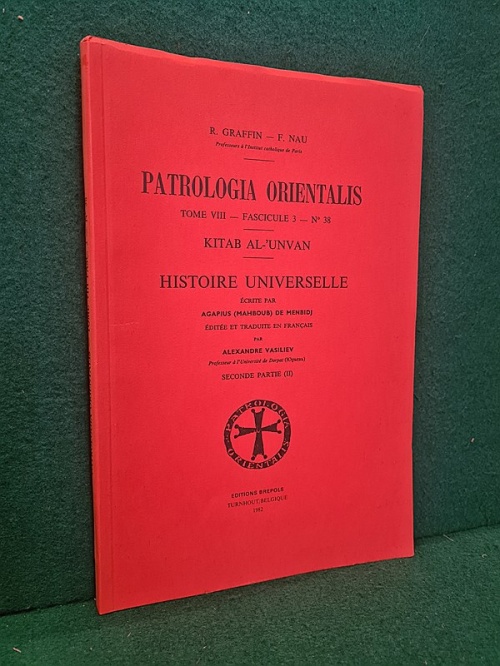 R. GRAFFIN — F. NAU
Professeurs à l'Institut catholique de Paris
PATROLOGIA ORIENTALIS
TOME VIII — FASCICULE 3 — N° 38
KITAB AL-'UNVAN
HISTOIRE UNIVERSELLE
ÉCRITE PAR
AGAPIUS (MAHBOUB) DE MENBIDJ
ÉDITÉE ET TRADUITE EN FRANÇAIS
PAR
ALEXANDRE VASILIEV
Professeur à l'Université de Dorpat
SECONDE PARTIE (II)
PATROLOGIA
ORIENTALIS
EDITIONS BREPOLS
TURNHOUT/BELGIQUE